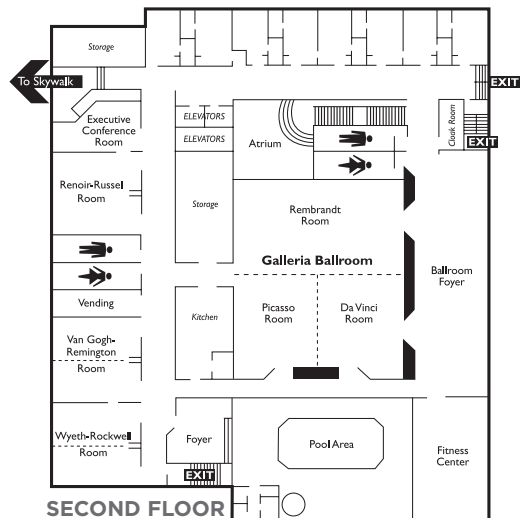 Storage
To Skywalk
EXIT
ELEVATORS
ELEVATORS
Executive
Conference
Room
Atrium
Cloak Room
EXIT
Renoir-Russel
Room
Storage
Rembrandt
Room
Galleria Ballroom
Ballroom
Foyer
Vending
Kitchen
Picasso
Room
Da Vinci
Room
Van Gogh-
Remington
Room
Wyeth-Rockwell
Room
Foyer
Pool Area
Fitness
Center
EXIT
SECOND FLOOR